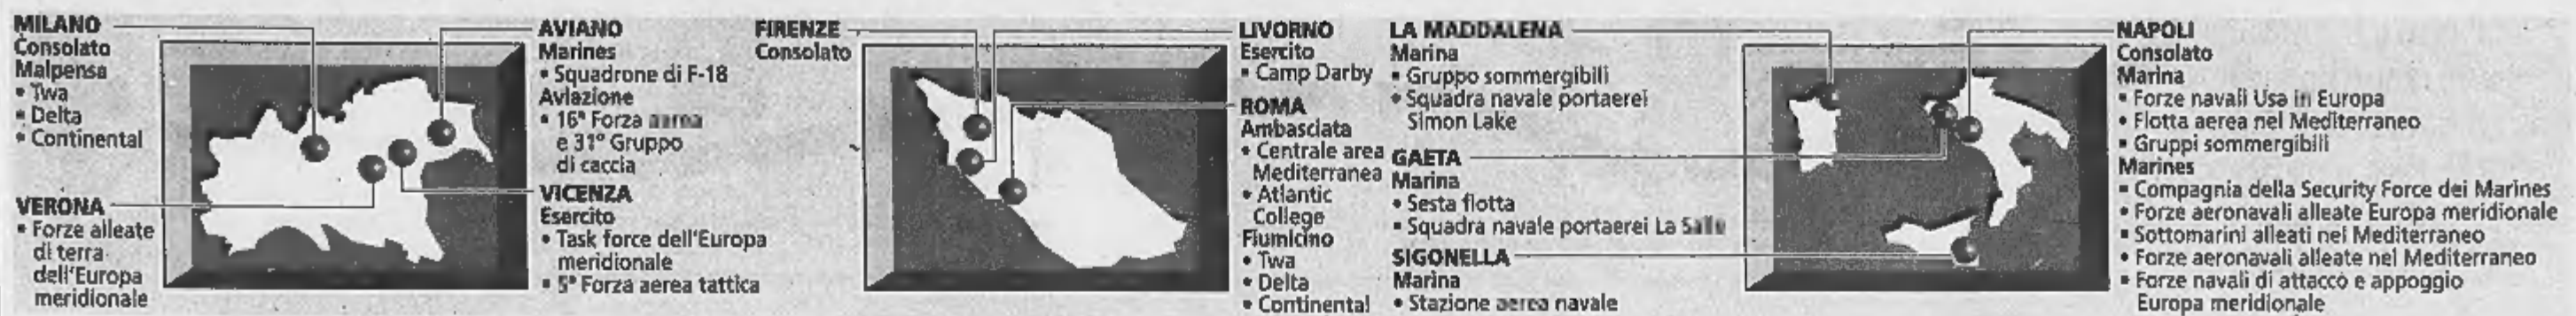 MILANO
Consolato
Malpensa
• Twa
• Delta
• Continental
VERONA
• Forze alleate
di terra
dell'Europa
meridionale
AVIANO
Marines
• Squadrone di F-18
Aviazione
• 16ª Forza aerea
e 31° Gruppo
di caccia
VICENZA
Esercito
• Task force dell'Europa
meridionale
• 5ª Forza aerea tattica
FIRENZE
Consolato
LIVORNO
Esercito
• Camp Darby
ROMA
Ambasciata
• Centrale area
Mediterranea
• Atlantic
College
Fiumicino
• Twa
• Delta
• Continental
LA MADDALENA
Marina
• Gruppo sommergibili
• Squadra navale portaerei
Simon Lake
GAETA
Marina
• Sesta flotta
• Squadra navale portaerei La Salle
SIGONELLA
Marina
• Stazione aerea navale
NAPOLI
Consolato
Marina
• Forze navali Usa in Europa
• Flotta aerea nel Mediterraneo
• Gruppi sommergibili
Marines
• Compagnia della Security Force dei Marines
• Forze aeronavali alleate Europa meridionale
• Sottomarini alleati nel Mediterraneo
• Forze aeronavali alleate nel Mediterraneo
• Forze navali di attacco e appoggio
Europa meridionale